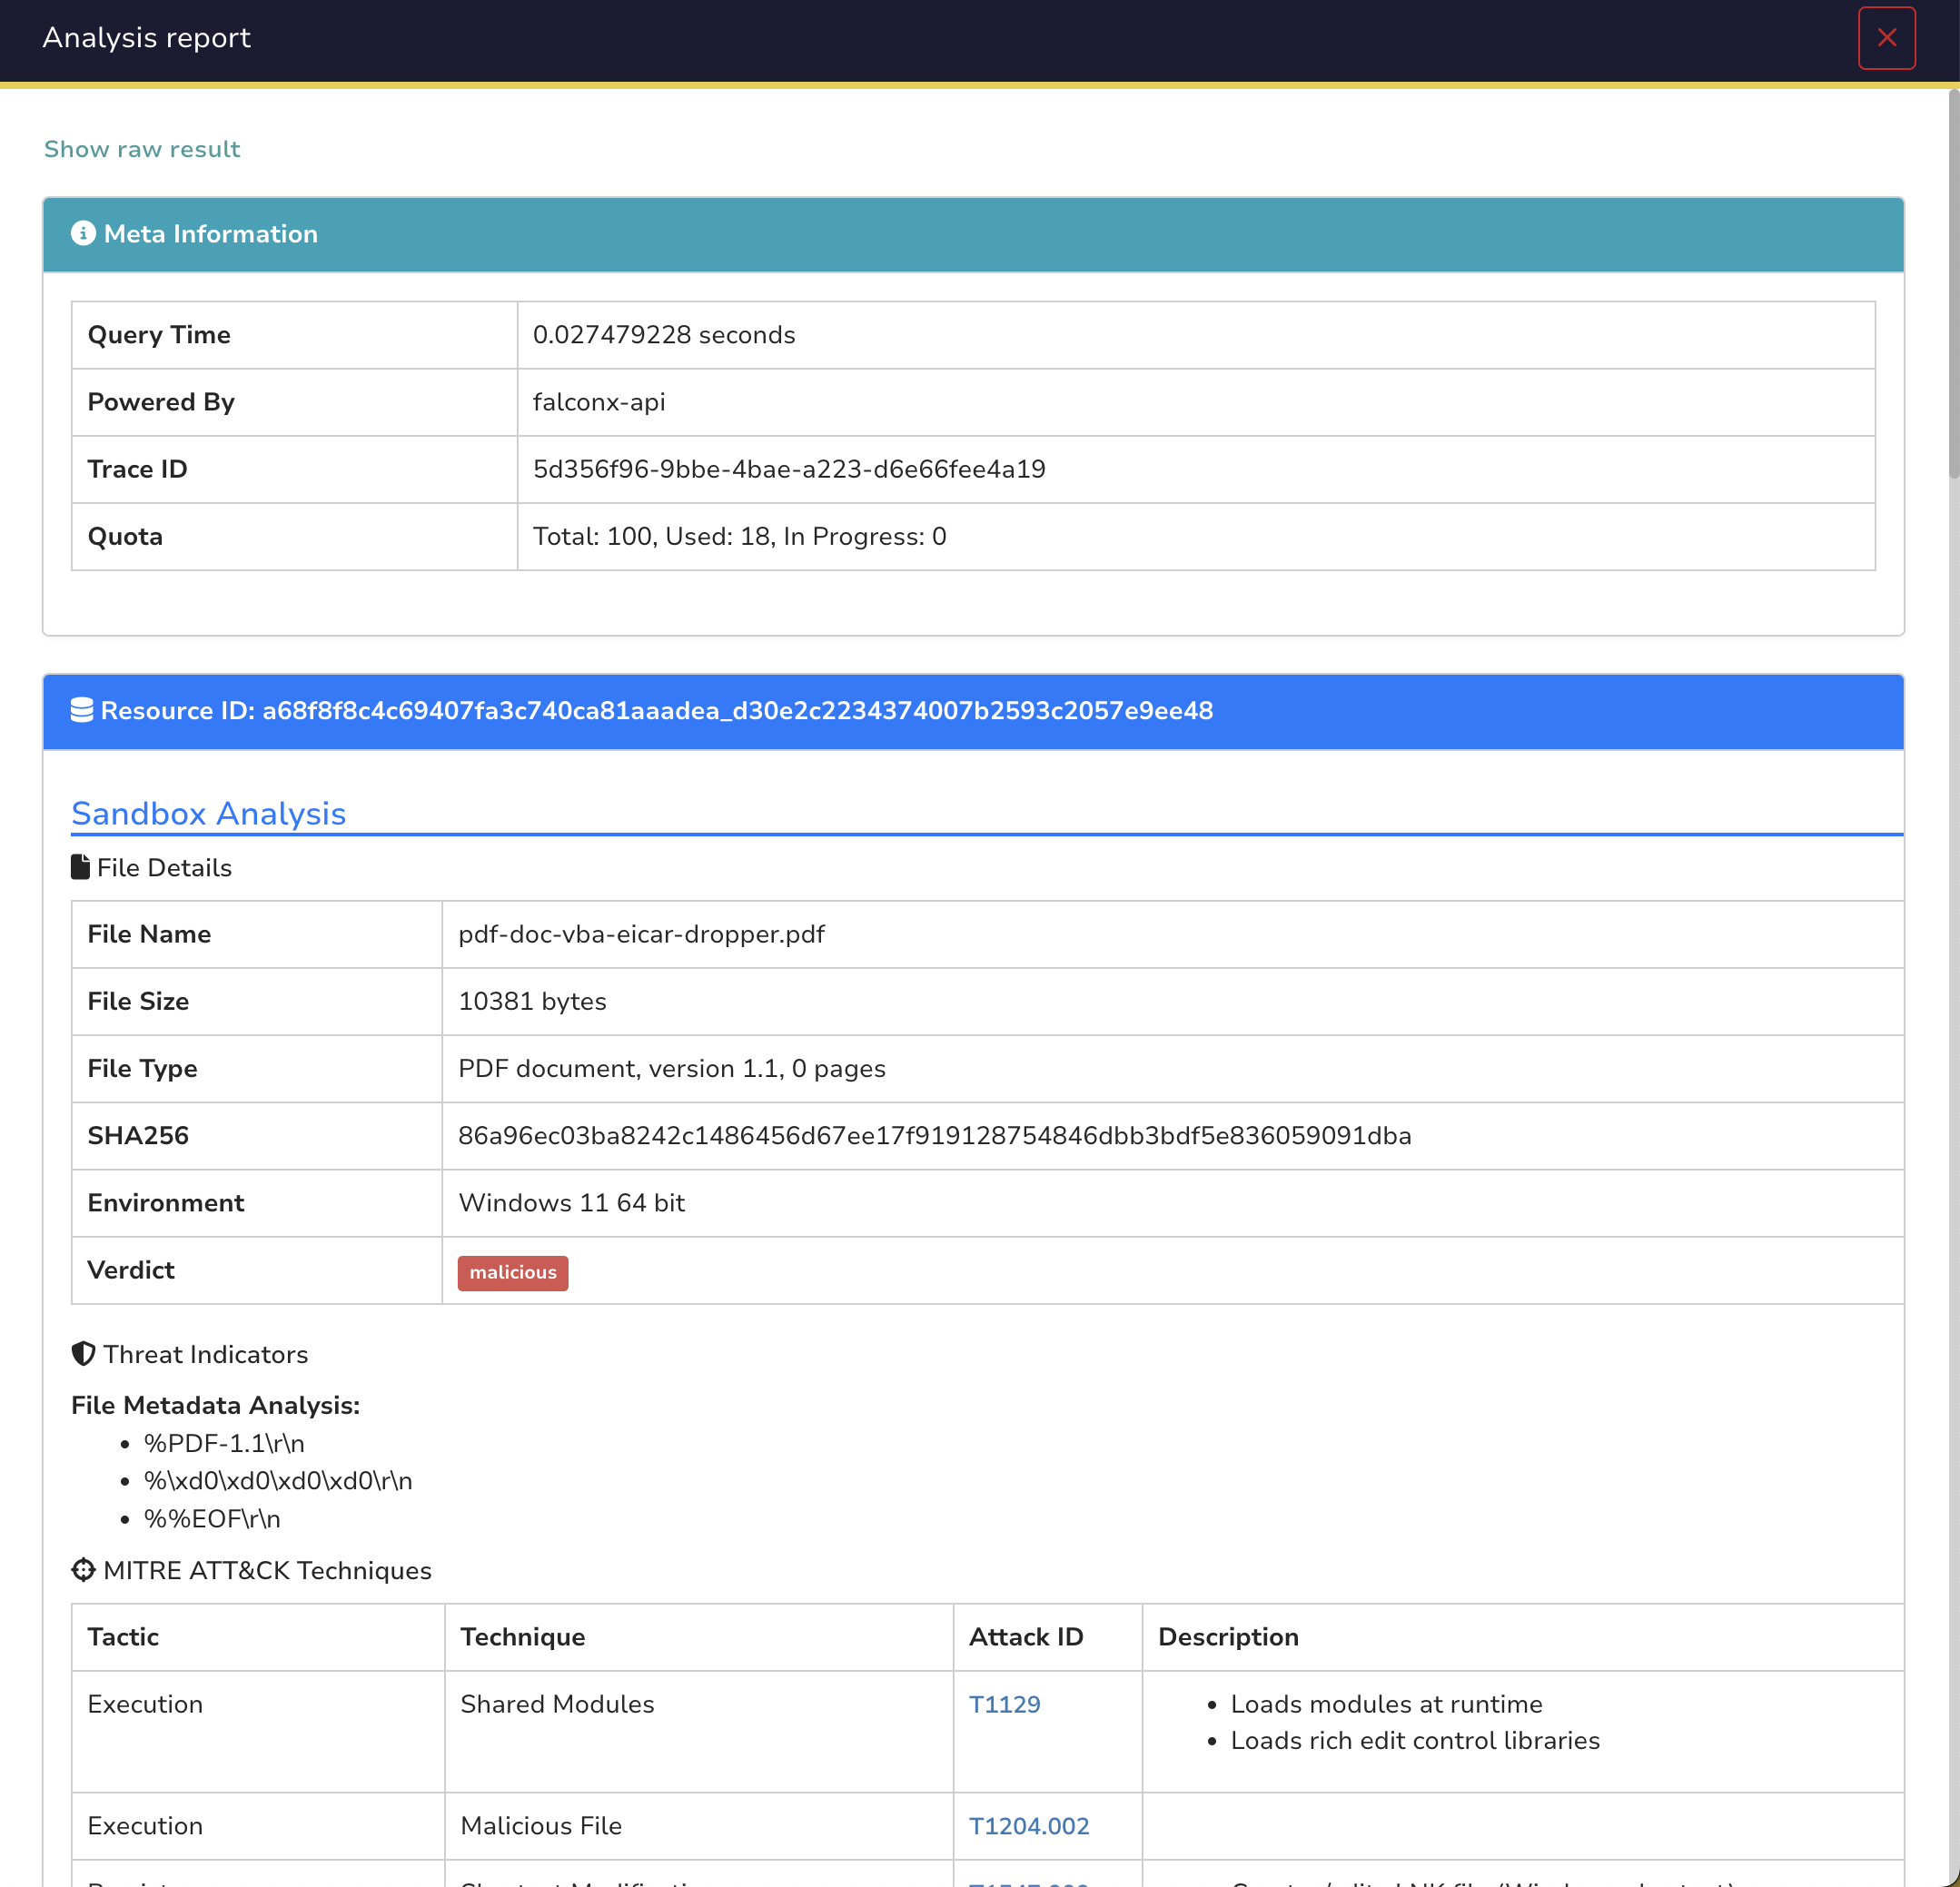 Analysis report
Show raw result
Meta Information
Query Time 0.027479228 seconds
Powered By falconx-api
Trace ID 5d356f96-9bbe-4bae-a223-d6e66fee4a19
Quota Total: 100, Used: 18, In Progress: 0
Resource ID: a68f8f8c4c69407fa3c740ca81aaadea_d30e2c2234374007b2593c2057e9ee48
Sandbox Analysis
File Details
File Name pdf-doc-vba-eicar-dropper.pdf
File Size 10381 bytes
File Type PDF document, version 1.1, 0 pages
SHA256 86a96ec03ba8242c1486456d67ee17f919128754846dbb3bdf5e836059091dba
Environment Windows 11 64 bit
Verdict malicious
Threat Indicators
File Metadata Analysis:
• %PDF-1.1\r\n
• %\xd0\xd0\xd0\xd0\r\n
• %%EOF\r\n
MITRE ATT&CK Techniques
Tactic Technique Attack ID Description
Execution Shared Modules T1129 • Loads modules at runtime
• Loads rich edit control libraries
Execution Malicious File T1204.002